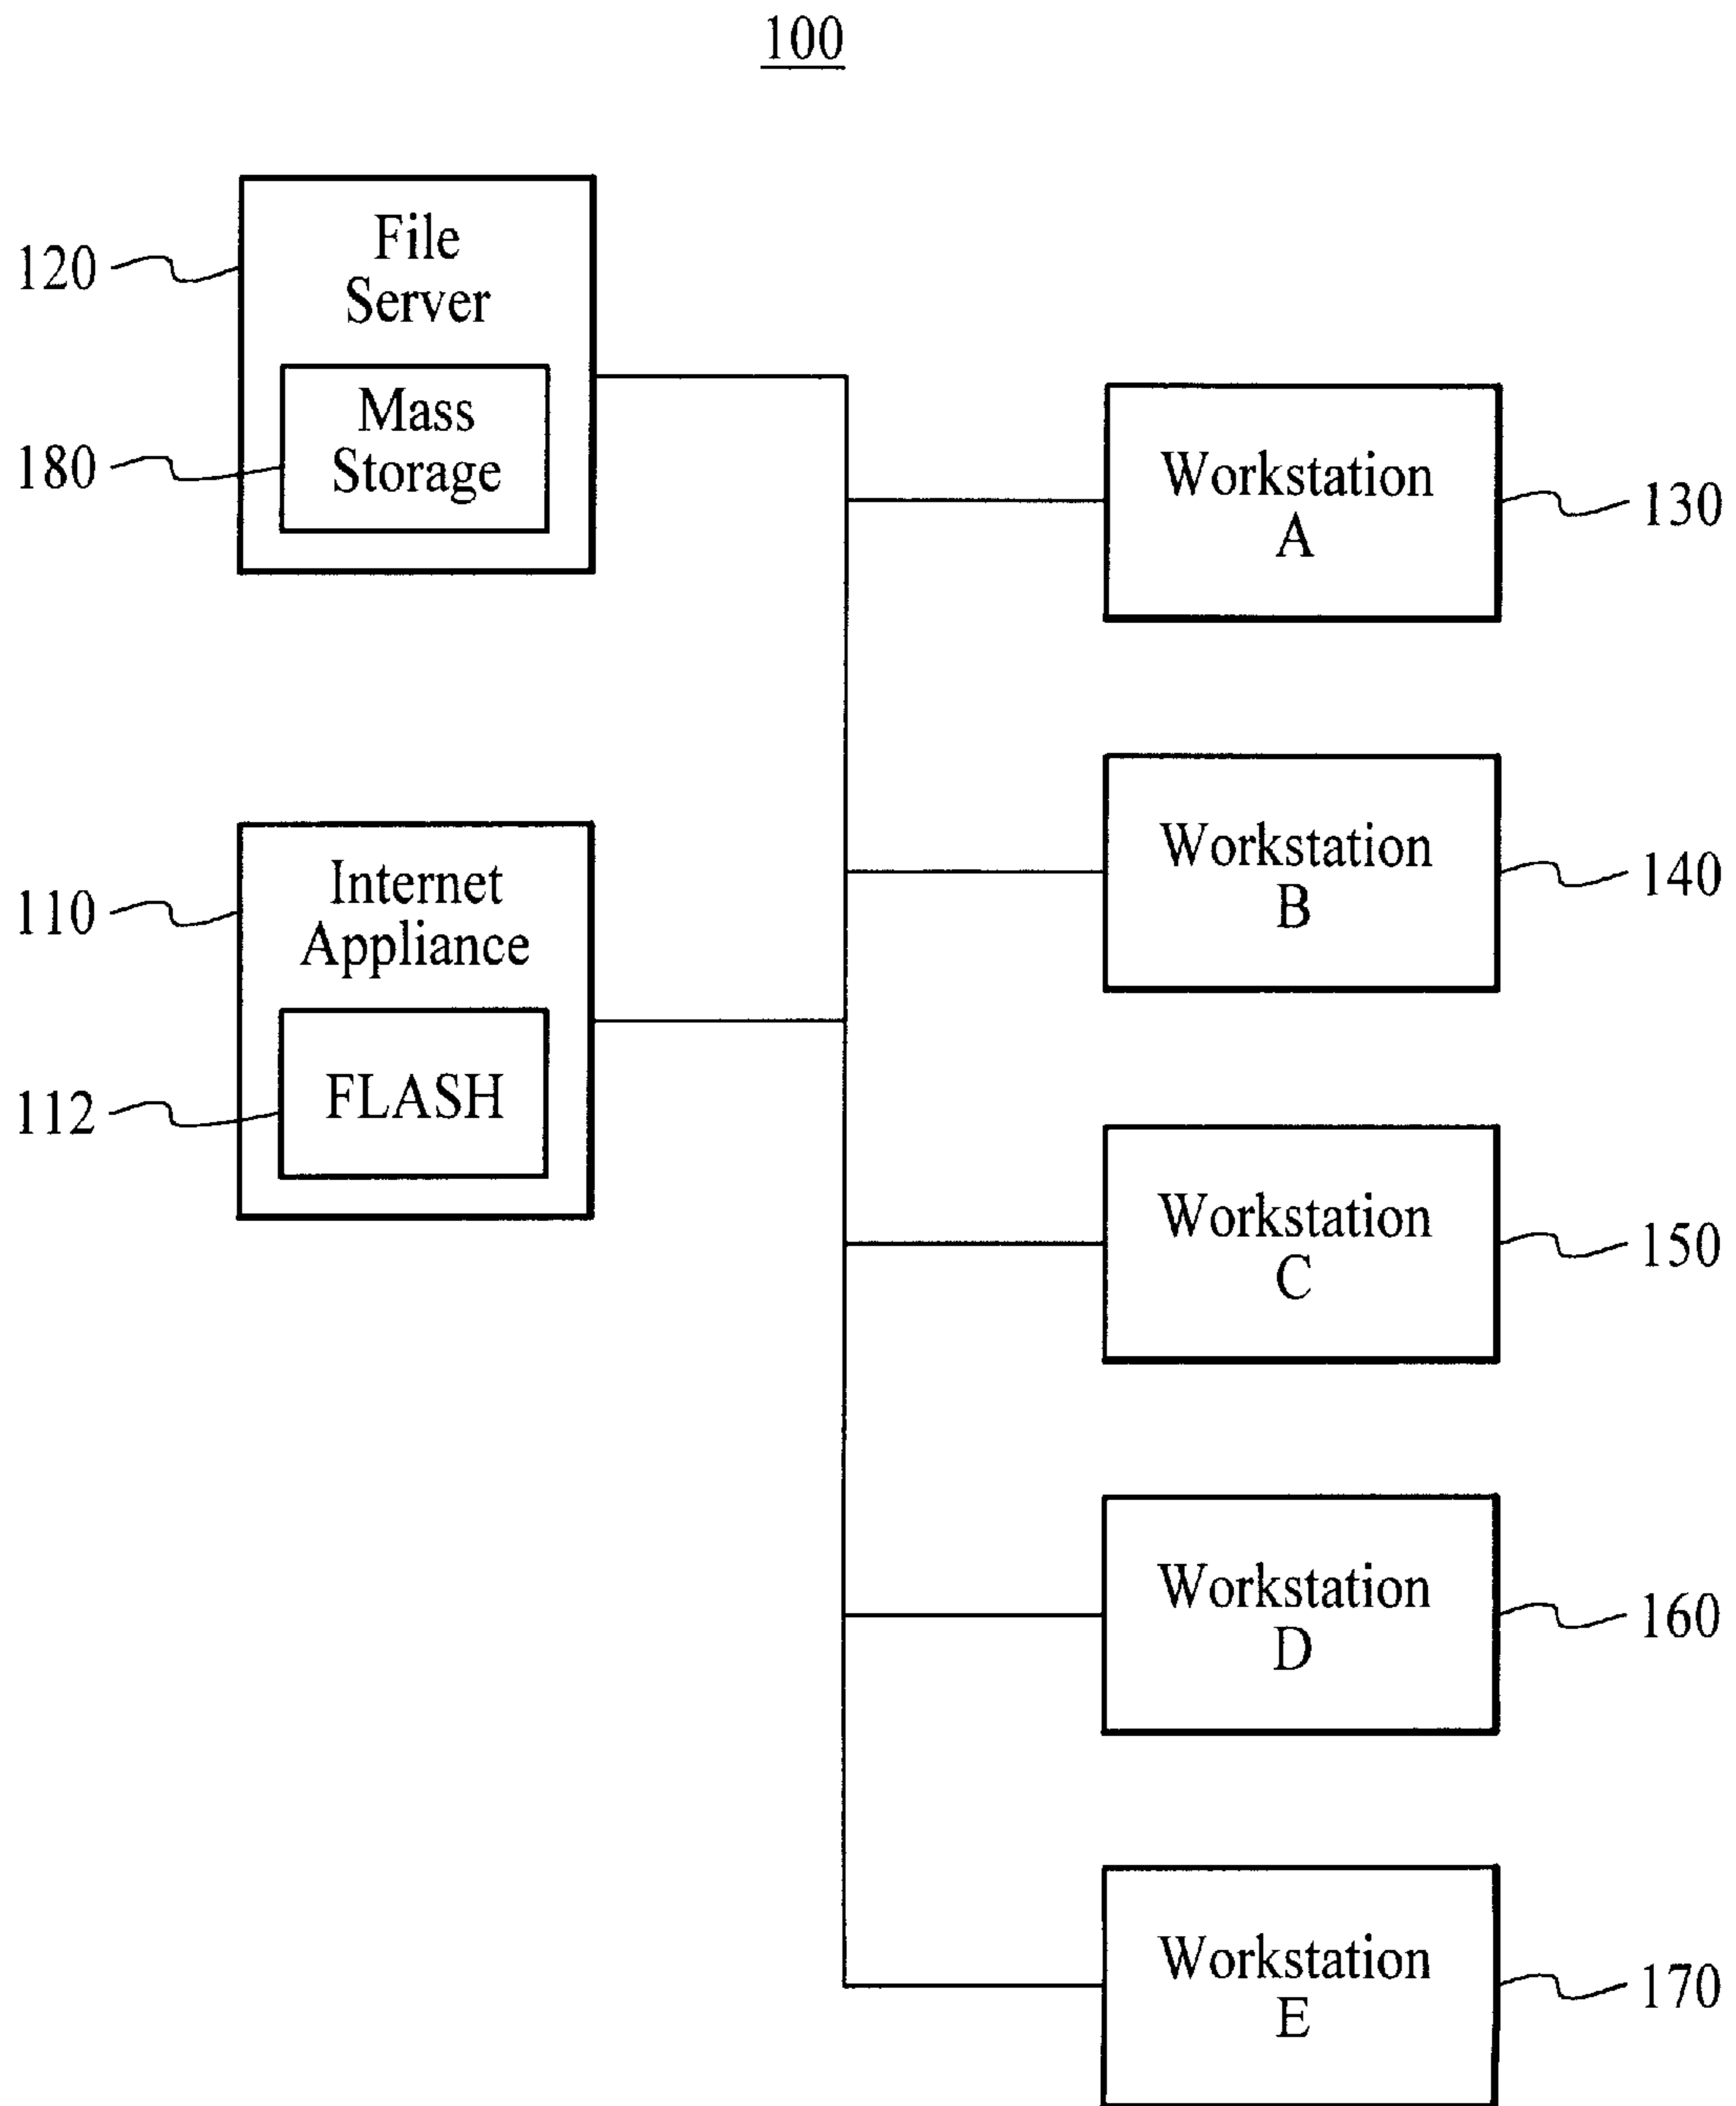 100
120
File
Server
180
Mass
Storage
110
Internet
Appliance
112
FLASH
Workstation
A
130
Workstation
B
140
Workstation
C
150
Workstation
D
160
Workstation
E
170